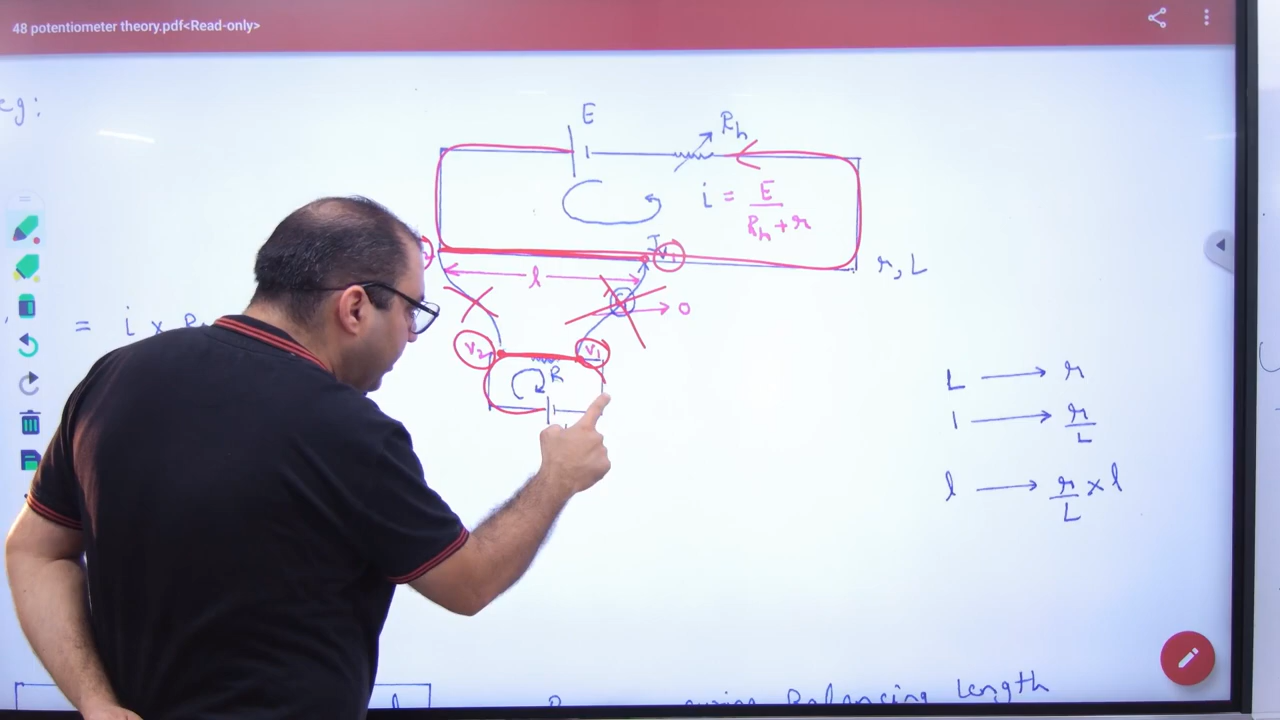 48 potentiometer theory.pdf<Read-only>
eg:
E
Rh
i = E / Rh + r
J
V1
r, L
l
G
0
= i x
V2
V1
R
L → r
1 → r / L
l → r / L x l
Balancing Length